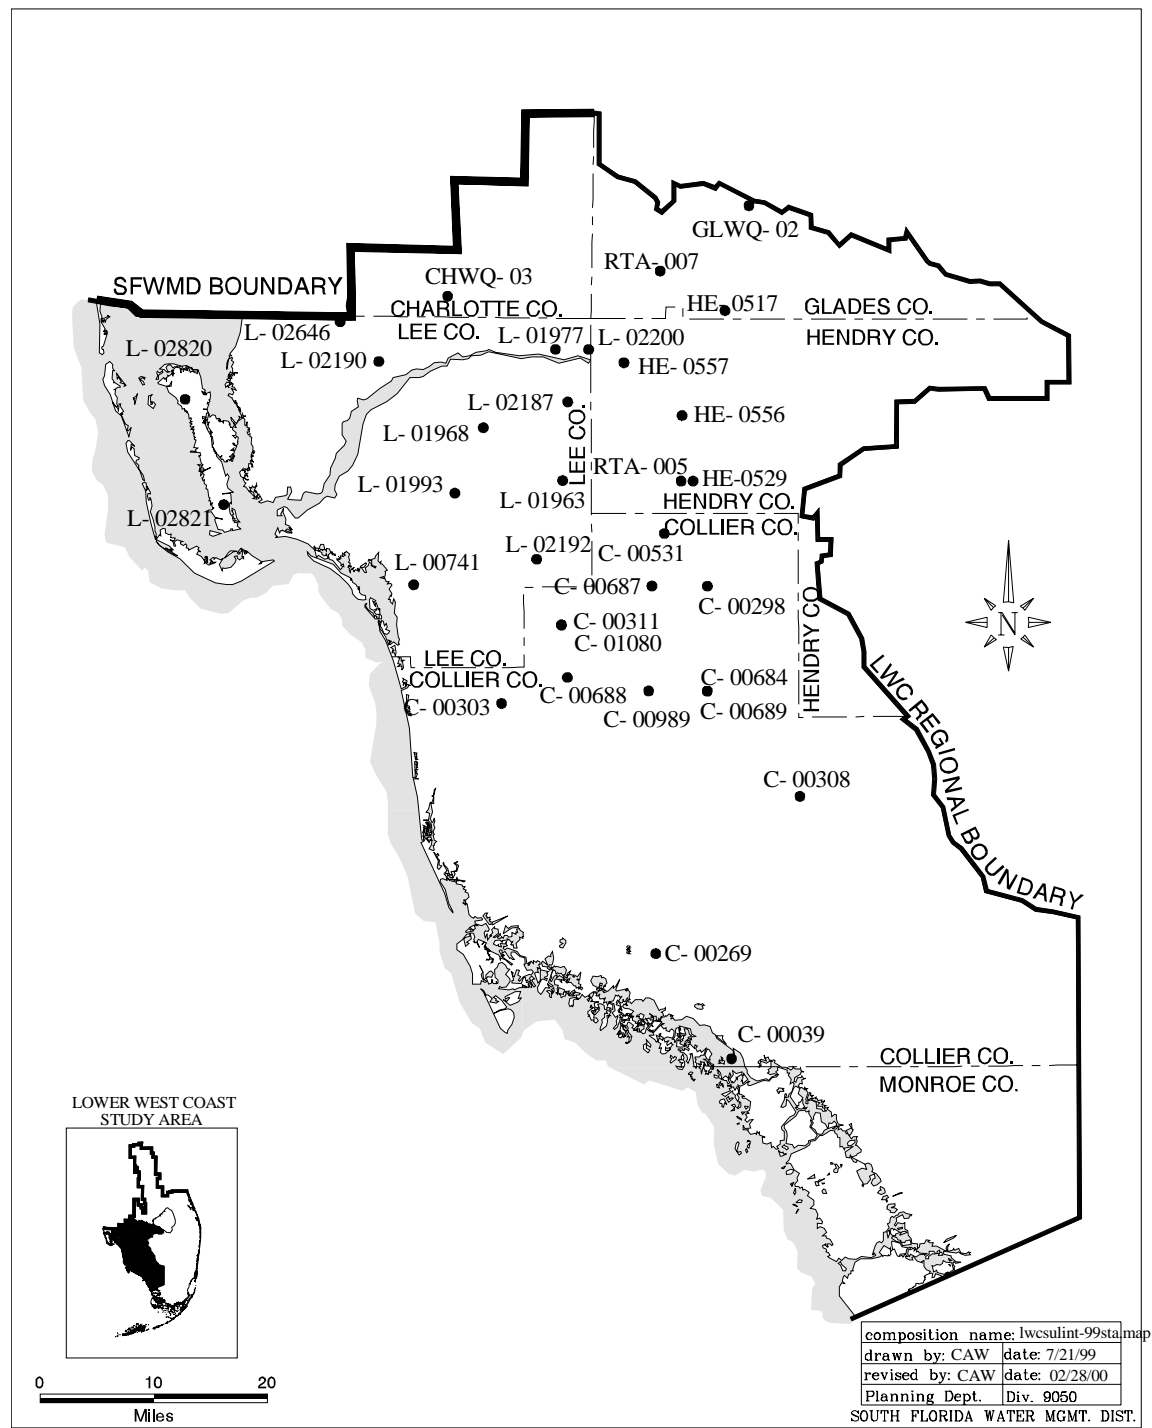 GLWQ- 02
RTA- 007
SFWMD BOUNDARY
CHWQ- 03
HE- 0517
CHARLOTTE CO.
GLADES CO.
LEE CO.
HENDRY CO.
L- 02646
L- 01977
L- 02200
L- 02820
L- 02190
HE- 0557
L- 02187
HE- 0556
L- 01968
LEE CO.
RTA- 005
HE-0529
L- 01993
L- 01963
HENDRY CO.
COLLIER CO.
L- 02821
L- 02192
C- 00531
L- 00741
C- 00687
C- 00298
HENDRY CO.
C- 00311
C- 01080
N
LEE CO.
COLLIER CO.
C- 00684
C- 00688
C- 00303
C- 00989
C- 00689
LWC REGIONAL BOUNDARY
C- 00308
C- 00269
C- 00039
COLLIER CO.
MONROE CO.
LOWER WEST COAST
STUDY AREA
0 10 20
Miles
composition name: lwcsulint-99sta.map
drawn by: CAW date: 7/21/99
revised by: CAW date: 02/28/00
Planning Dept. Div. 9050
SOUTH FLORIDA WATER MGMT. DIST.